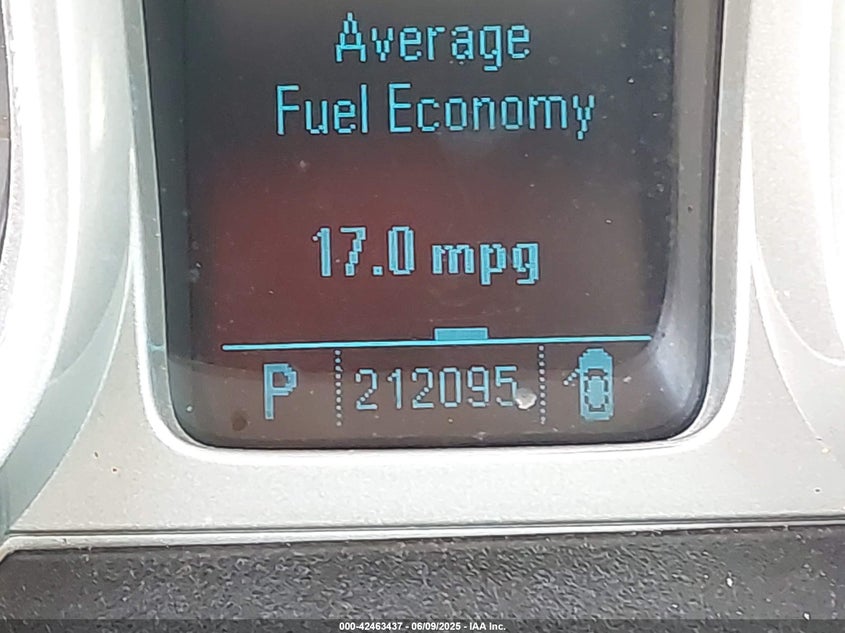 Average
Fuel Economy
17.0 mpg
P 212095
000-42463437 - 06/09/2025 - IAA Inc.